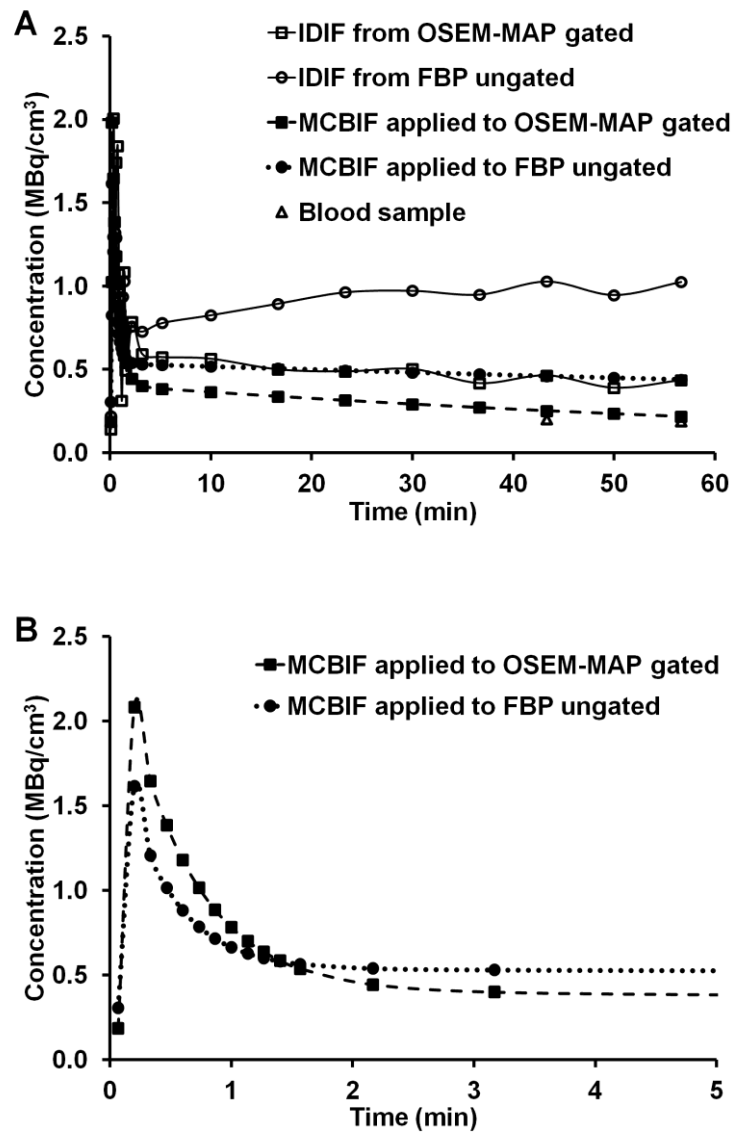 A
2.5
2.0
1.5
1.0
0.5
0.0
Concentration (MBq/cm³)
IDIF from OSEM-MAP gated
IDIF from FBP ungated
MCBIF applied to OSEM-MAP gated
MCBIF applied to FBP ungated
Blood sample
0 10 20 30 40 50 60
Time (min)
B
2.5
2.0
1.5
1.0
0.5
0.0
Concentration (MBq/cm³)
MCBIF applied to OSEM-MAP gated
MCBIF applied to FBP ungated
0 1 2 3 4 5
Time (min)